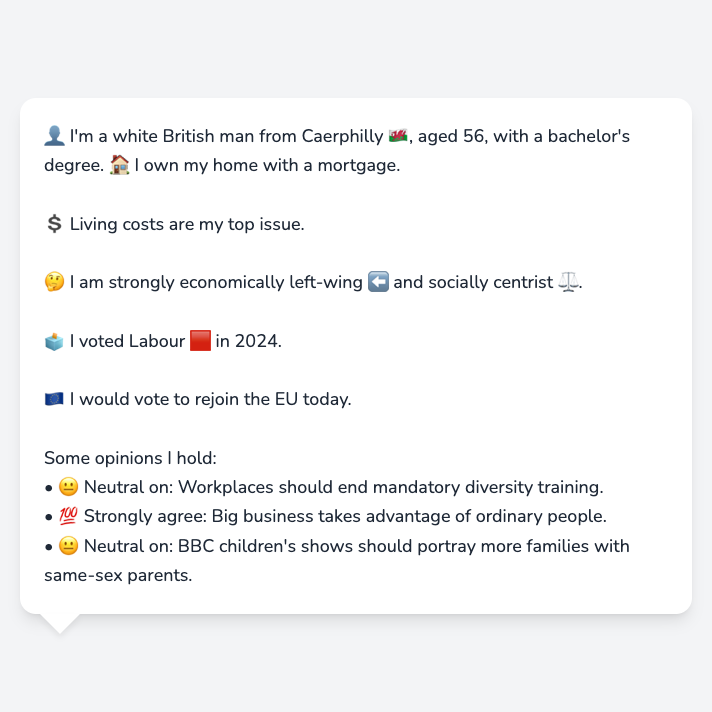 👤 I'm a white British man from Caerphilly 🏴󠁧󠁢󠁷󠁬󠁳󠁿, aged 56, with a bachelor's
degree. 🏠 I own my home with a mortgage.
💲 Living costs are my top issue.
🤔 I am strongly economically left-wing ⬅️ and socially centrist ⚖️.
🗳️ I voted Labour 🟥 in 2024.
🇪🇺 I would vote to rejoin the EU today.
Some opinions I hold:
• 😐 Neutral on: Workplaces should end mandatory diversity training.
• 💯 Strongly agree: Big business takes advantage of ordinary people.
• 😐 Neutral on: BBC children's shows should portray more families with
same-sex parents.